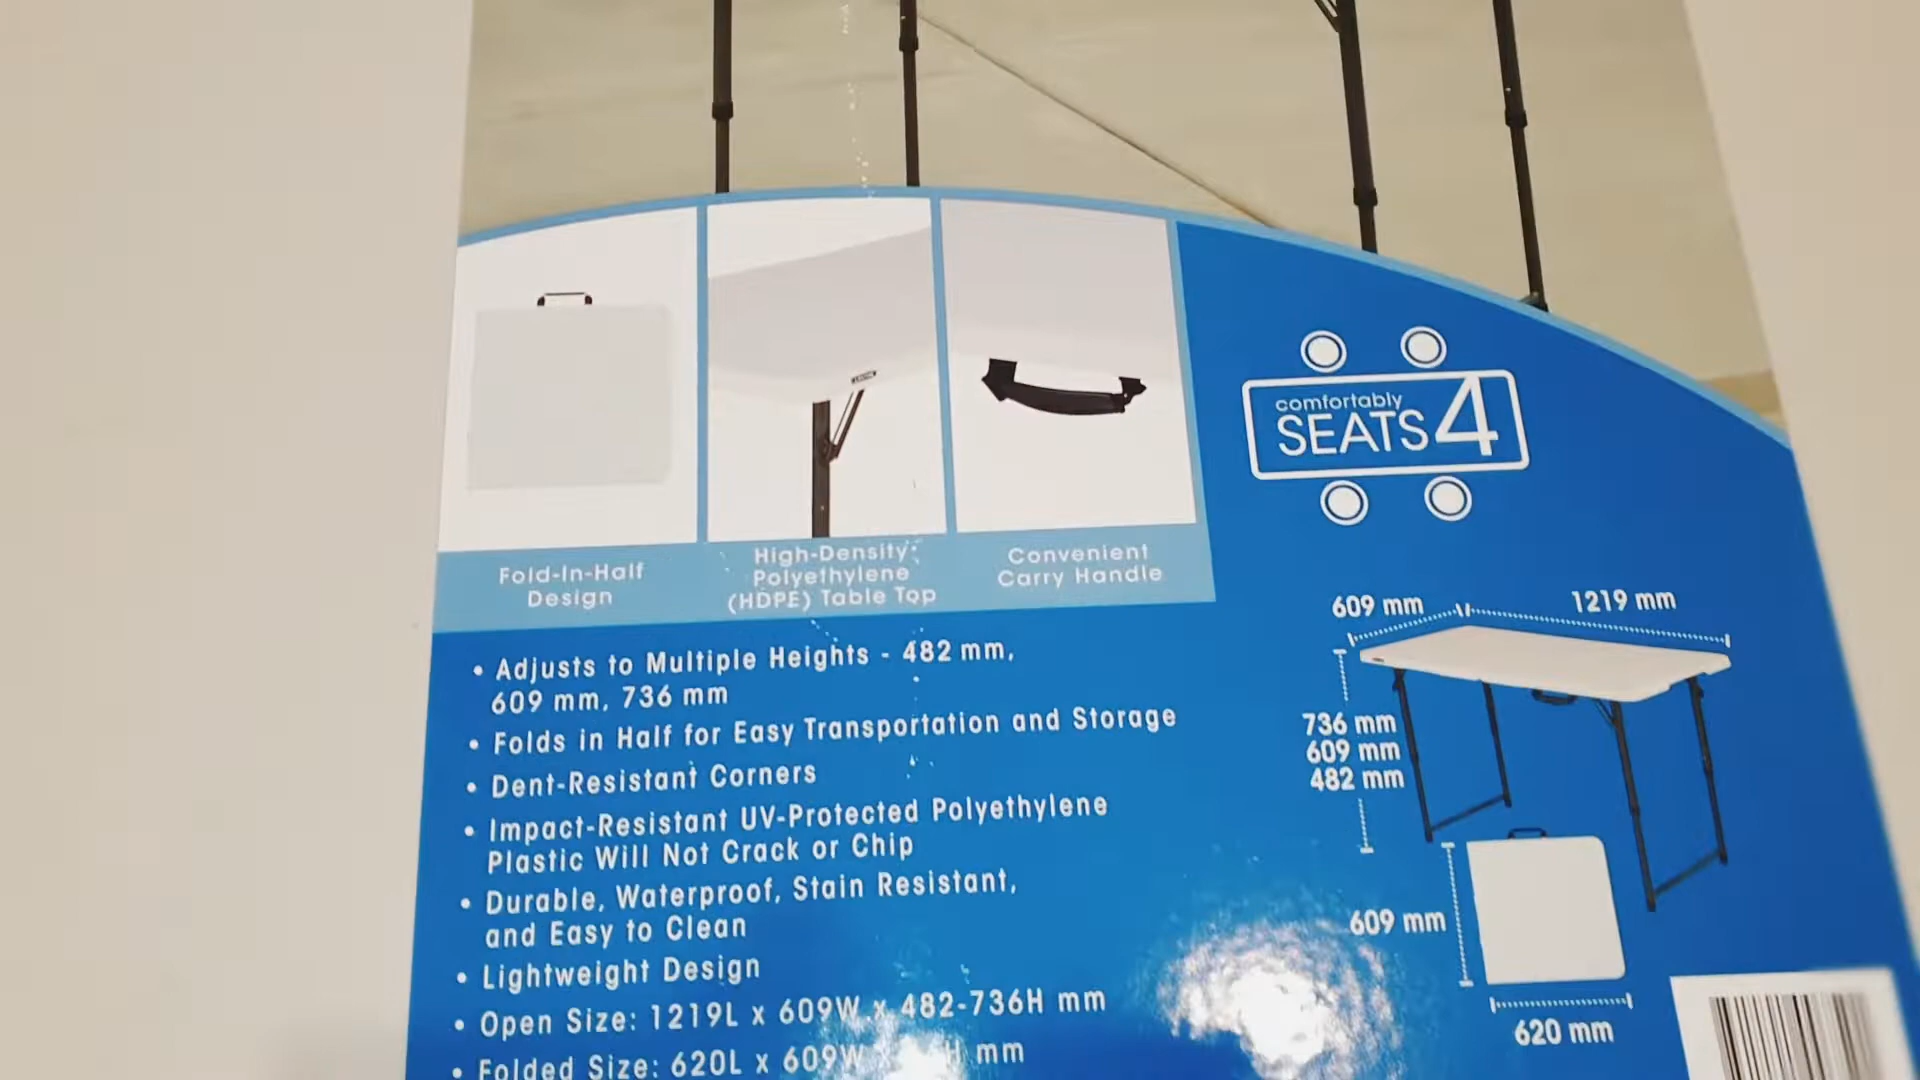 comfortably
SEATS 4
Fold-In-Half
Design
High-Density
Polyethylene
(HDPE) Table Top
Convenient
Carry Handle
• Adjusts to Multiple Heights - 482 mm,
609 mm, 736 mm
• Folds in Half for Easy Transportation and Storage
• Dent-Resistant Corners
• Impact-Resistant UV-Protected Polyethylene
Plastic Will Not Crack or Chip
• Durable, Waterproof, Stain Resistant,
and Easy to Clean
• Lightweight Design
• Open Size: 1219L x 609W x 482-736H mm
• Folded Size: 620L x 609W H mm
609 mm
1219 mm
736 mm
609 mm
482 mm
609 mm
620 mm